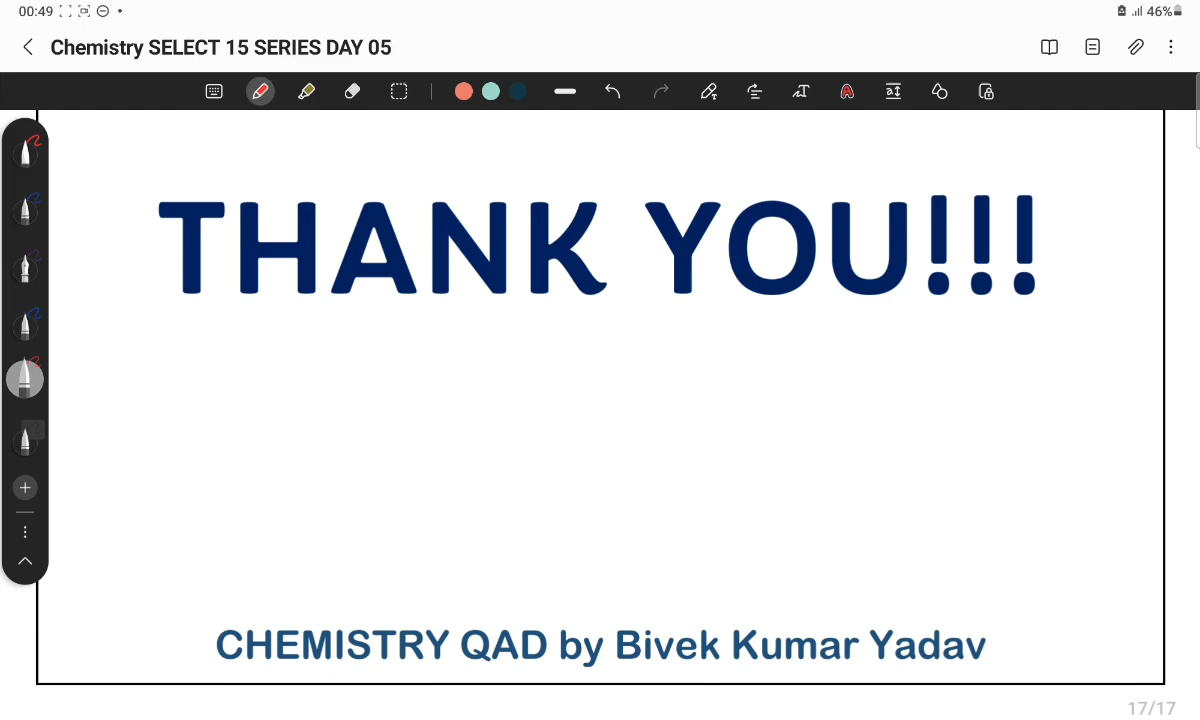 00:49 46%
Chemistry SELECT 15 SERIES DAY 05
THANK YOU!!!
CHEMISTRY QAD by Bivek Kumar Yadav
17/17